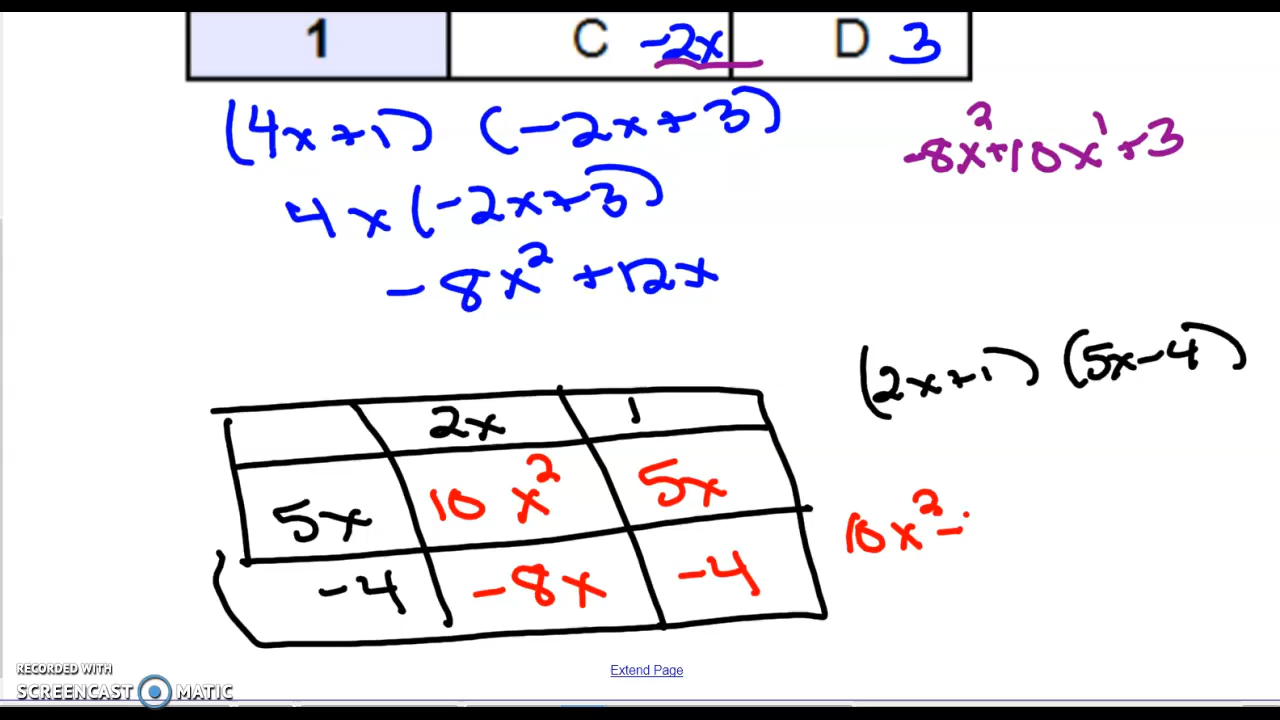 1 C -2x D 3
(4x+1) (-2x+3)
-8x²+10x¹+3
4x(-2x+3)
-8x² +12x
(2x+1) (5x-4)
2x 1
5x 10x² 5x
10x² -
-4 -8x -4
Extend Page
RECORDED WITH
SCREENCAST MATIC